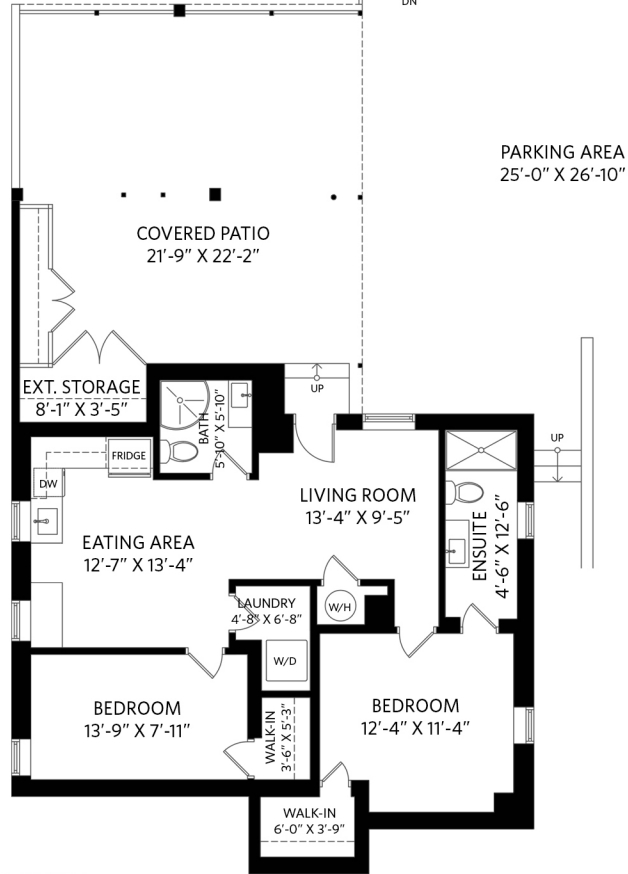 DN
PARKING AREA
25'-0" X 26'-10"
COVERED PATIO
21'-9" X 22'-2"
EXT. STORAGE
8'-1" X 3'-5"
UP
BATH
5'-10" X 5'-10"
UP
FRIDGE
DW
LIVING ROOM
13'-4" X 9'-5"
ENSUITE
4'-6" X 12'-6"
EATING AREA
12'-7" X 13'-4"
LAUNDRY
4'-8" X 6'-8"
W/H
W/D
BEDROOM
13'-9" X 7'-11"
WALK-IN
3'-6" X 5'-3"
BEDROOM
12'-4" X 11'-4"
WALK-IN
6'-0" X 3'-9"